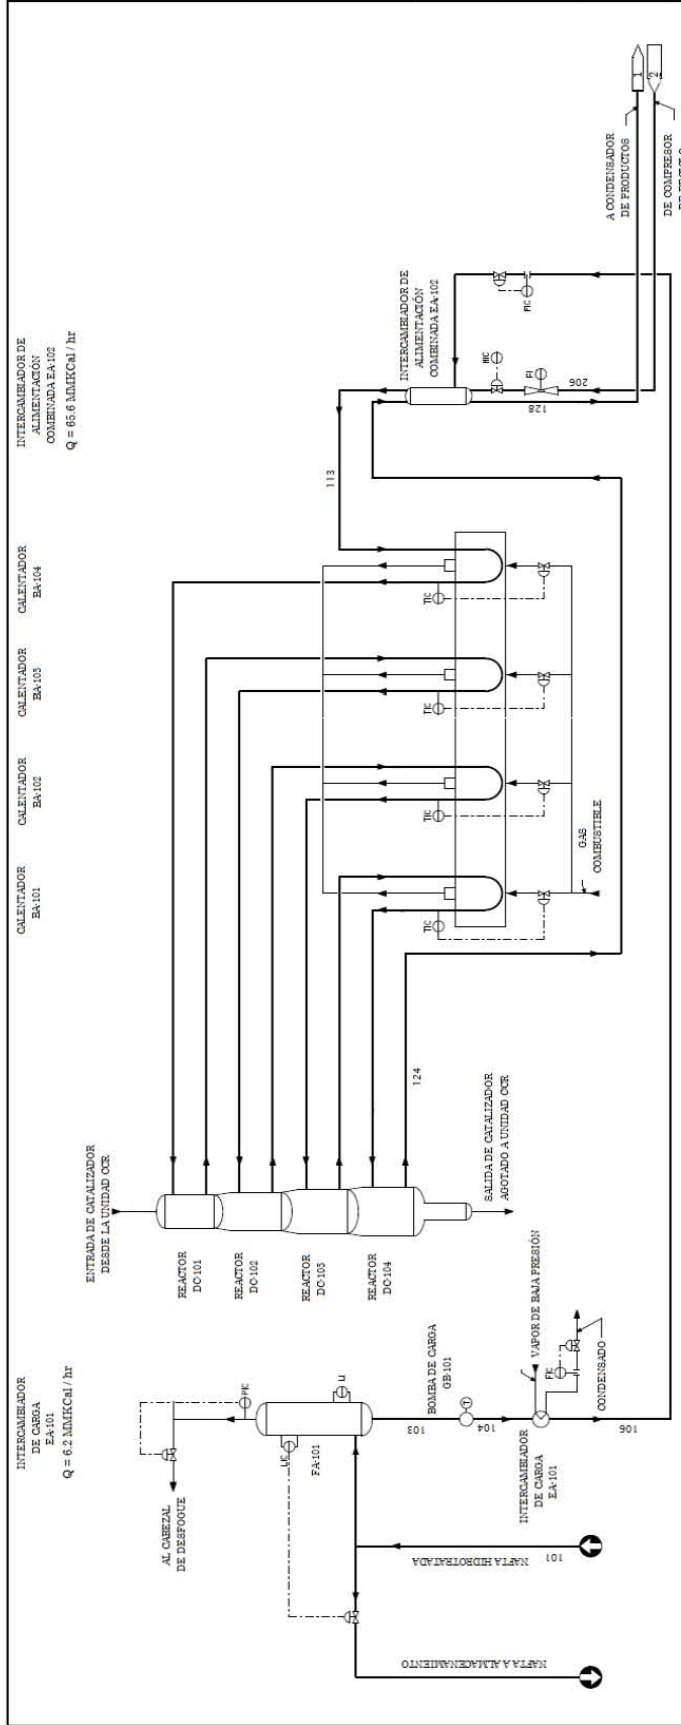 INTERCAMBIADOR
DE CARGA
EA-101
Q = 6.2 MMKCal / hr
CALENTADOR
BA-101
CALENTADOR
BA-102
CALENTADOR
BA-103
CALENTADOR
BA-104
INTERCAMBIADOR DE
ALIMENTACIÓN
COMBINADA EA-102
Q = 65.6 MMKCal / hr
AL CABEZAL
DE DESFOGUE
PIC
LIC
LI
FA-101
ENTRADA DE CATALIZADOR
DESDE LA UNIDAD CCR
REACTOR
DC-101
REACTOR
DC-102
REACTOR
DC-103
REACTOR
DC-104
SALIDA DE CATALIZADOR
AGOTADO A UNIDAD CCR
124
TIC
TIC
TIC
TIC
GAS
COMBUSTIBLE
113
INTERCAMBIADOR DE
ALIMENTACIÓN
COMBINADA EA-102
HIC
FI
FIC
128
206
A CONDENSADOR
DE PRODUCTOS
1
2
DE COMPRESOR
103
BOMBA DE CARGA
GB-101
T
104
VAPOR DE BAJA PRESIÓN
FIC
CONDENSADO
INTERCAMBIADOR
DE CARGA
EA-101
106
NAFTA HIDROTRATADA
101
NAFTA A ALMACENAMIENTO